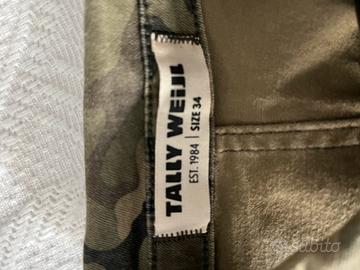 TALLY WEiJL
EST. 1984 | SIZE 34
subito